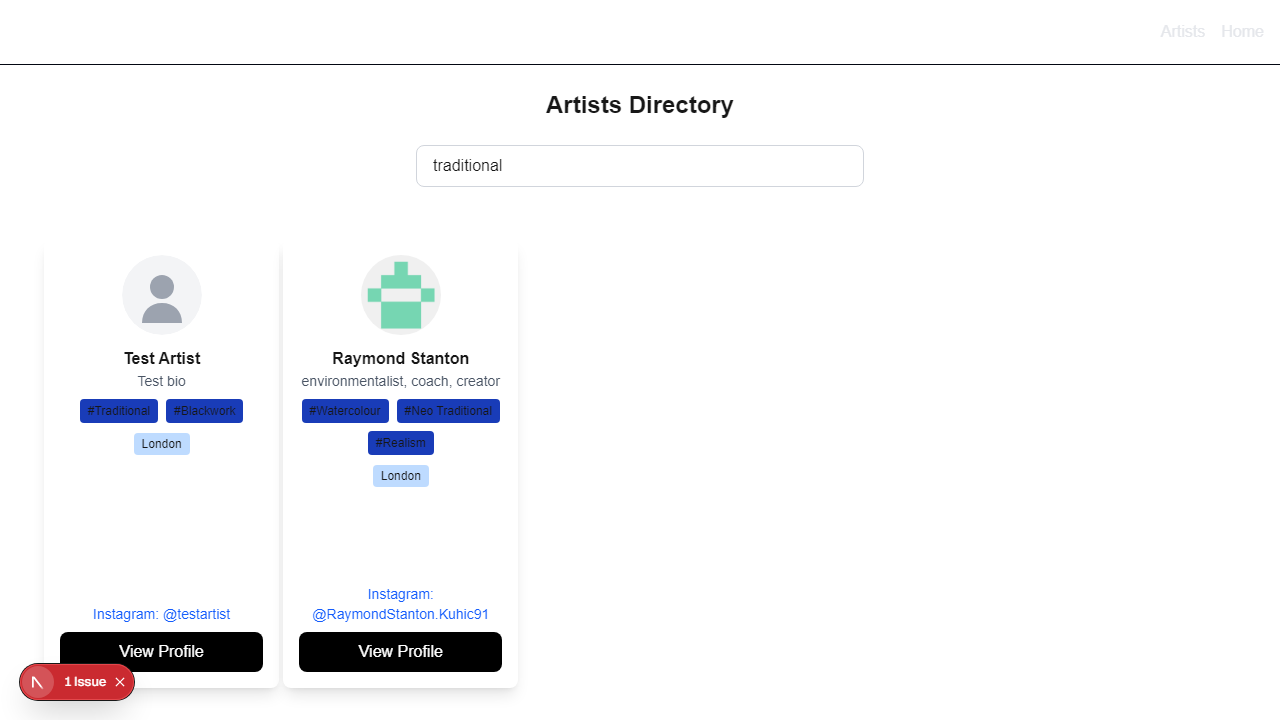 Artists Home
Artists Directory
traditional
Test Artist
Test bio
#Traditional #Blackwork
London
Instagram: @testartist
View Profile
Raymond Stanton
environmentalist, coach, creator
#Watercolour #Neo Traditional
#Realism
London
Instagram:
@RaymondStanton.Kuhic91
View Profile
1 Issue